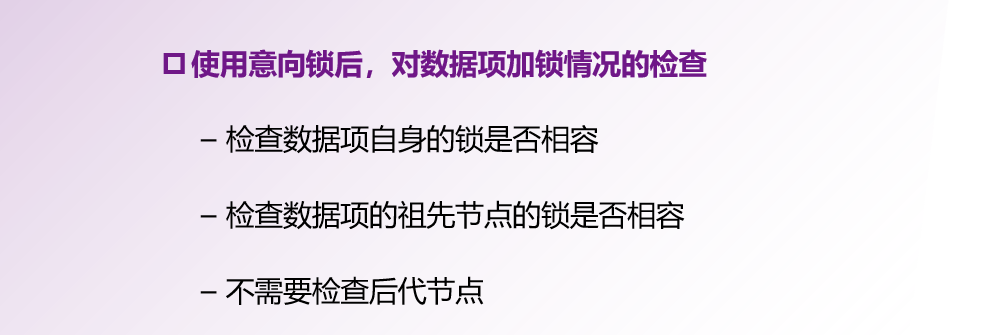 使用意向锁后，对数据项加锁情况的检查
– 检查数据项自身的锁是否相容
– 检查数据项的祖先节点的锁是否相容
– 不需要检查后代节点